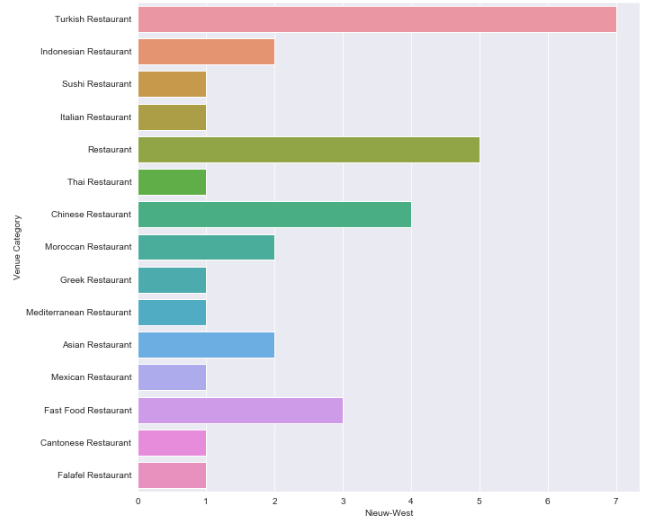 Turkish Restaurant
Indonesian Restaurant
Sushi Restaurant
Italian Restaurant
Restaurant
Thai Restaurant
Chinese Restaurant
Moroccan Restaurant
Greek Restaurant
Mediterranean Restaurant
Asian Restaurant
Mexican Restaurant
Fast Food Restaurant
Cantonese Restaurant
Falafel Restaurant
Venue Category
0 1 2 3 4 5 6 7
Nieuw-West